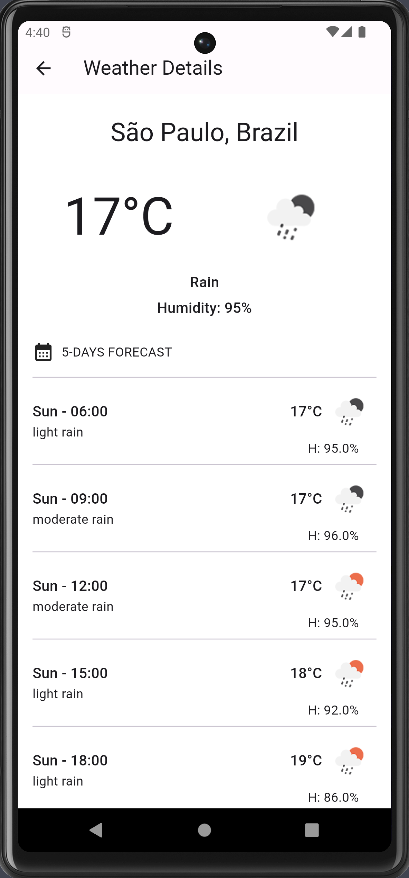 4:40
Weather Details
São Paulo, Brazil
17°C
Rain
Humidity: 95%
5-DAYS FORECAST
Sun - 06:00 17°C
light rain
H: 95.0%
Sun - 09:00 17°C
moderate rain
H: 96.0%
Sun - 12:00 17°C
moderate rain
H: 95.0%
Sun - 15:00 18°C
light rain
H: 92.0%
Sun - 18:00 19°C
light rain
H: 86.0%